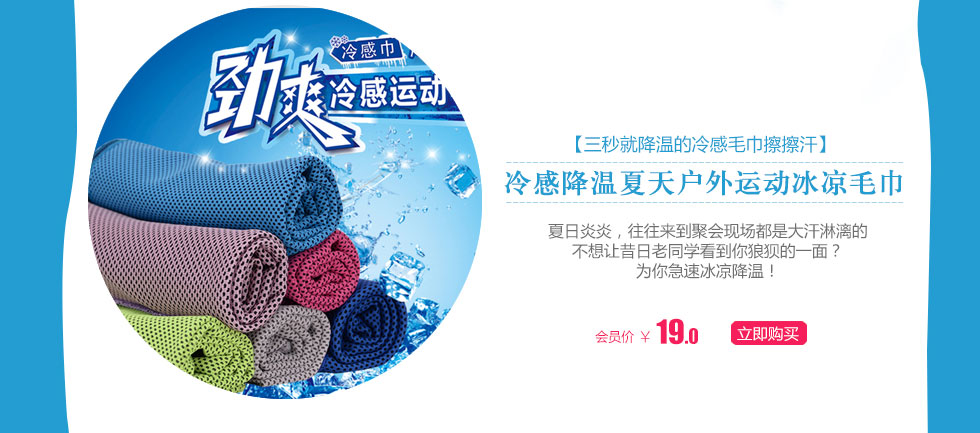 冷感巾
劲爽
冷感运动
【三秒就降温的冷感毛巾擦擦汗】
冷感降温夏天户外运动冰凉毛巾
夏日炎炎，往往来到聚会现场都是大汗淋漓的
不想让昔日老同学看到你狼狈的一面？
为你急速冰凉降温！
会员价 ￥ 19.0
立即购买